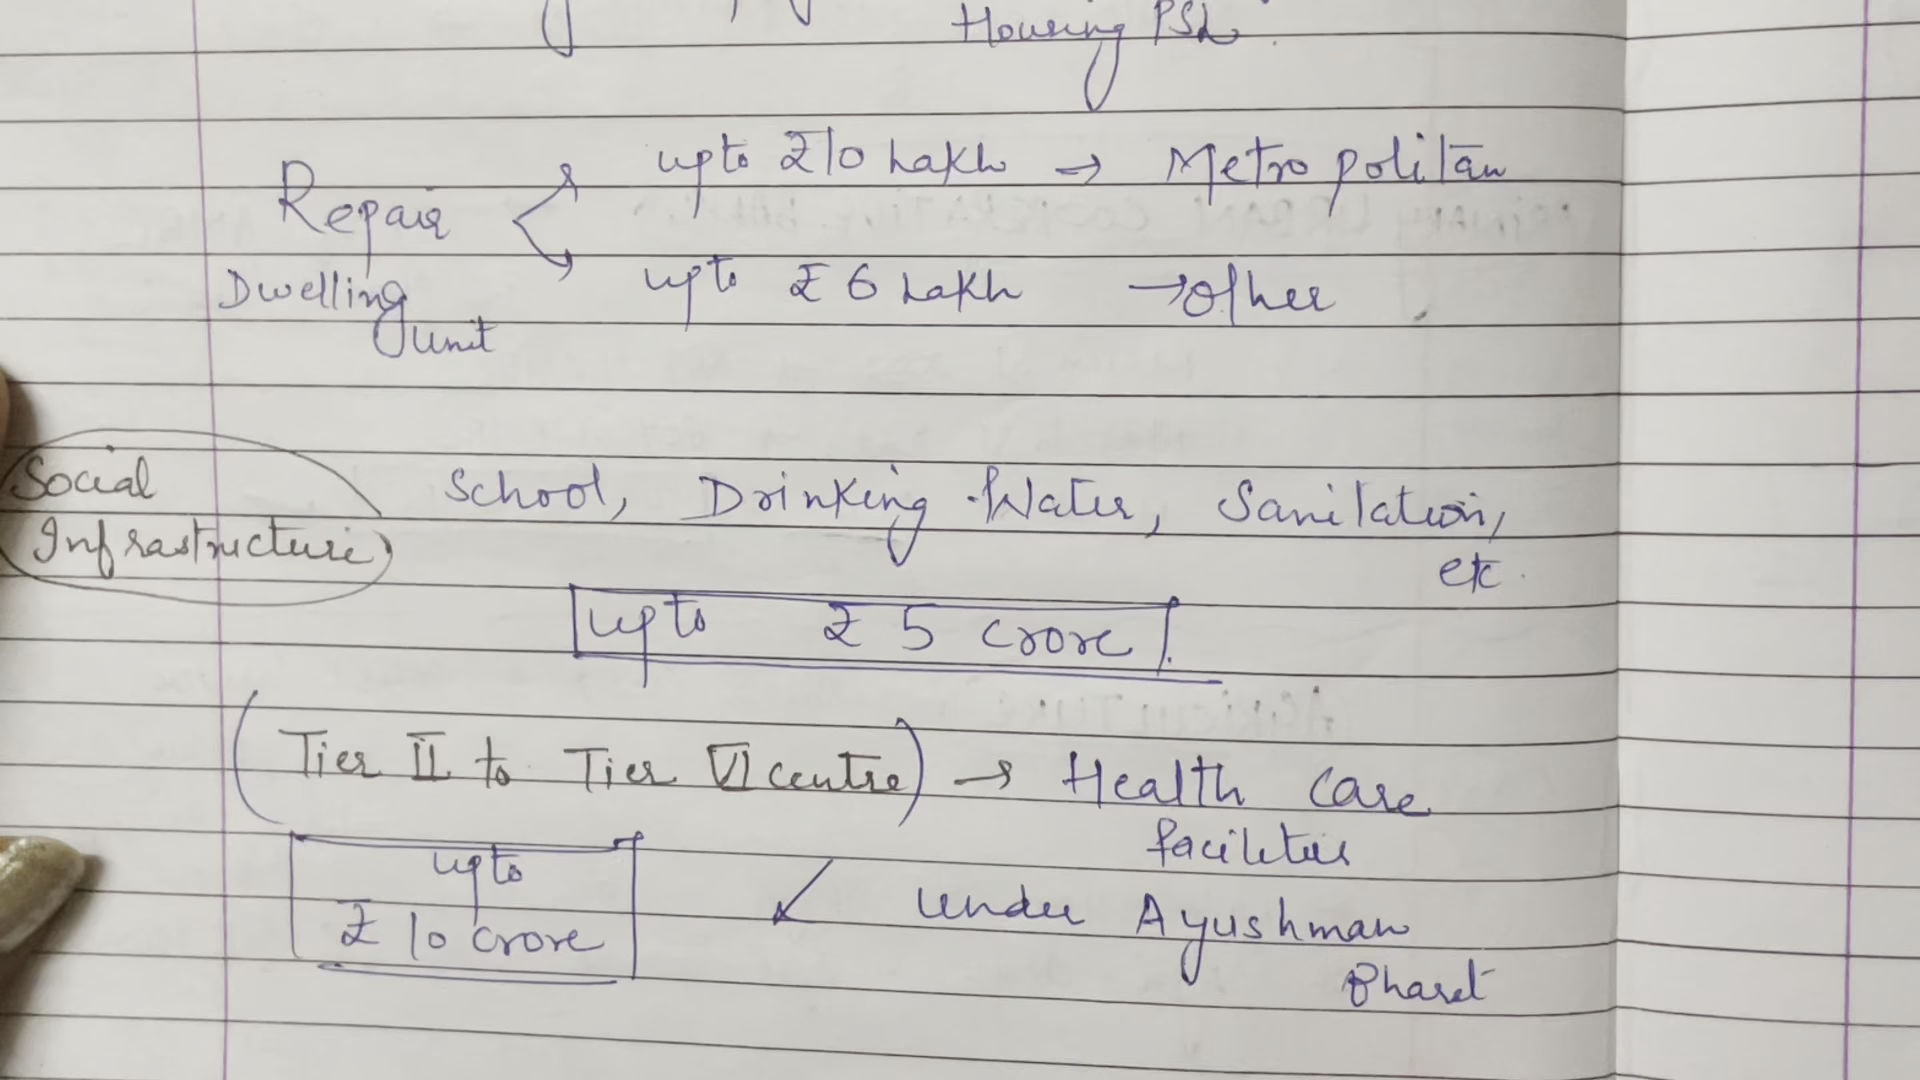 Housing PSL.
Repair upto ₹10 Lakh → Metropolitan
Dwelling unit upto ₹ 6 Lakh → Other
Social Infrastructure School, Drinking Water, Sanitation, etc.
upto ₹ 5 crore.
(Tier II to Tier VI centre) → Health Care facilities
under Ayushman Bharat
upto
₹ 10 crore